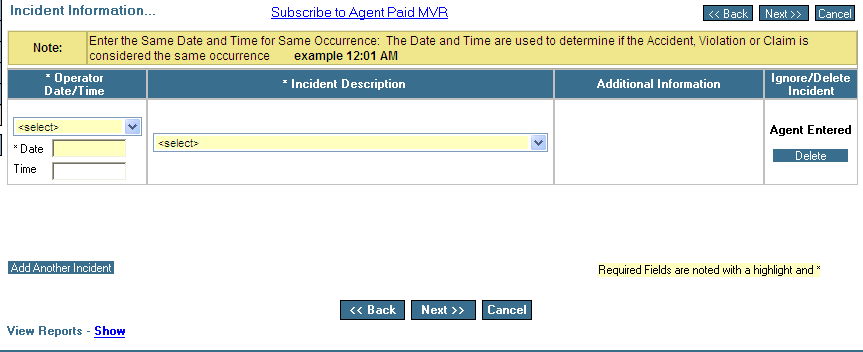 Incident Information...
Subscribe to Agent Paid MVR
<< Back Next >> Cancel
Note: Enter the Same Date and Time for Same Occurrence: The Date and Time are used to determine if the Accident, Violation or Claim is
considered the same occurrence example 12:01 AM
* Operator
Date/Time
* Incident Description
Additional Information
Ignore/Delete
Incident
<select>
* Date
Time
<select>
Agent Entered
Delete
Add Another Incident
Required Fields are noted with a highlight and *
<< Back Next >> Cancel
View Reports - Show